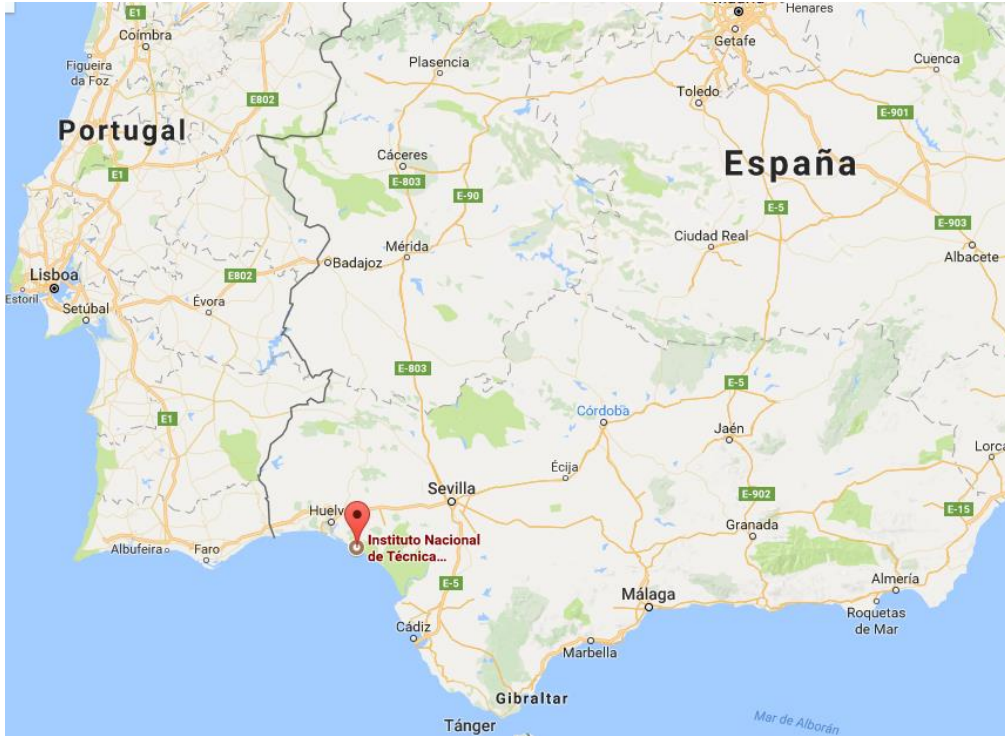 Henares
E1
Coímbra
Getafe
Figueira
da Foz
Plasencia
Cuenca
Toledo
E802
E-901
Portugal
España
Cáceres
E1
E-803
E-90
E-5
E-903
Ciudad Real
Mérida
Badajoz
Albacete
Lisboa
E802
Estoril
Évora
Setúbal
E-803
E-5
Córdoba
E1
Jaén
Lorca
Écija
Sevilla
E-902
E-15
Huelv
Granada
Instituto Nacional
de Técnica...
Albufeira
Faro
E-5
Almería
Málaga
Roquetas
de Mar
Cádiz
Marbella
Gibraltar
Mar de Alborán
Tánger